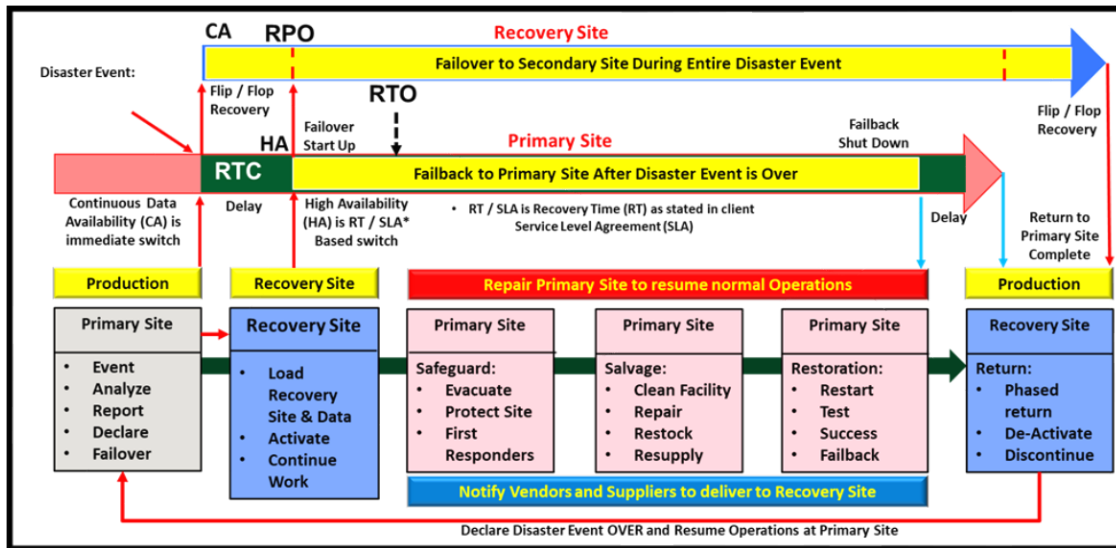 CA
RPO
Recovery Site
Failover to Secondary Site During Entire Disaster Event
Disaster Event:
Flip / Flop
Recovery
RTO
Flip / Flop
Recovery
HA
Failover
Start Up
Primary Site
Failback
Shut Down
RTC
Failback to Primary Site After Disaster Event is Over
Continuous Data
Availability (CA) is
immediate switch
Delay
High Availability
(HA) is RT / SLA*
Based switch
• RT / SLA is Recovery Time (RT) as stated in client
Service Level Agreement (SLA)
Delay
Return to
Primary Site
Complete
Production
Recovery Site
Repair Primary Site to resume normal Operations
Production
Primary Site
• Event
• Analyze
• Report
• Declare
• Failover
Recovery Site
• Load
Recovery
Site & Data
• Activate
• Continue
Work
Primary Site
Safeguard:
• Evacuate
• Protect Site
• First
Responders
Primary Site
Salvage:
• Clean Facility
• Repair
• Restock
• Resupply
Primary Site
Restoration:
• Restart
• Test
• Success
• Failback
Recovery Site
Return:
• Phased
return
• De-Activate
• Discontinue
Notify Vendors and Suppliers to deliver to Recovery Site
Declare Disaster Event OVER and Resume Operations at Primary Site